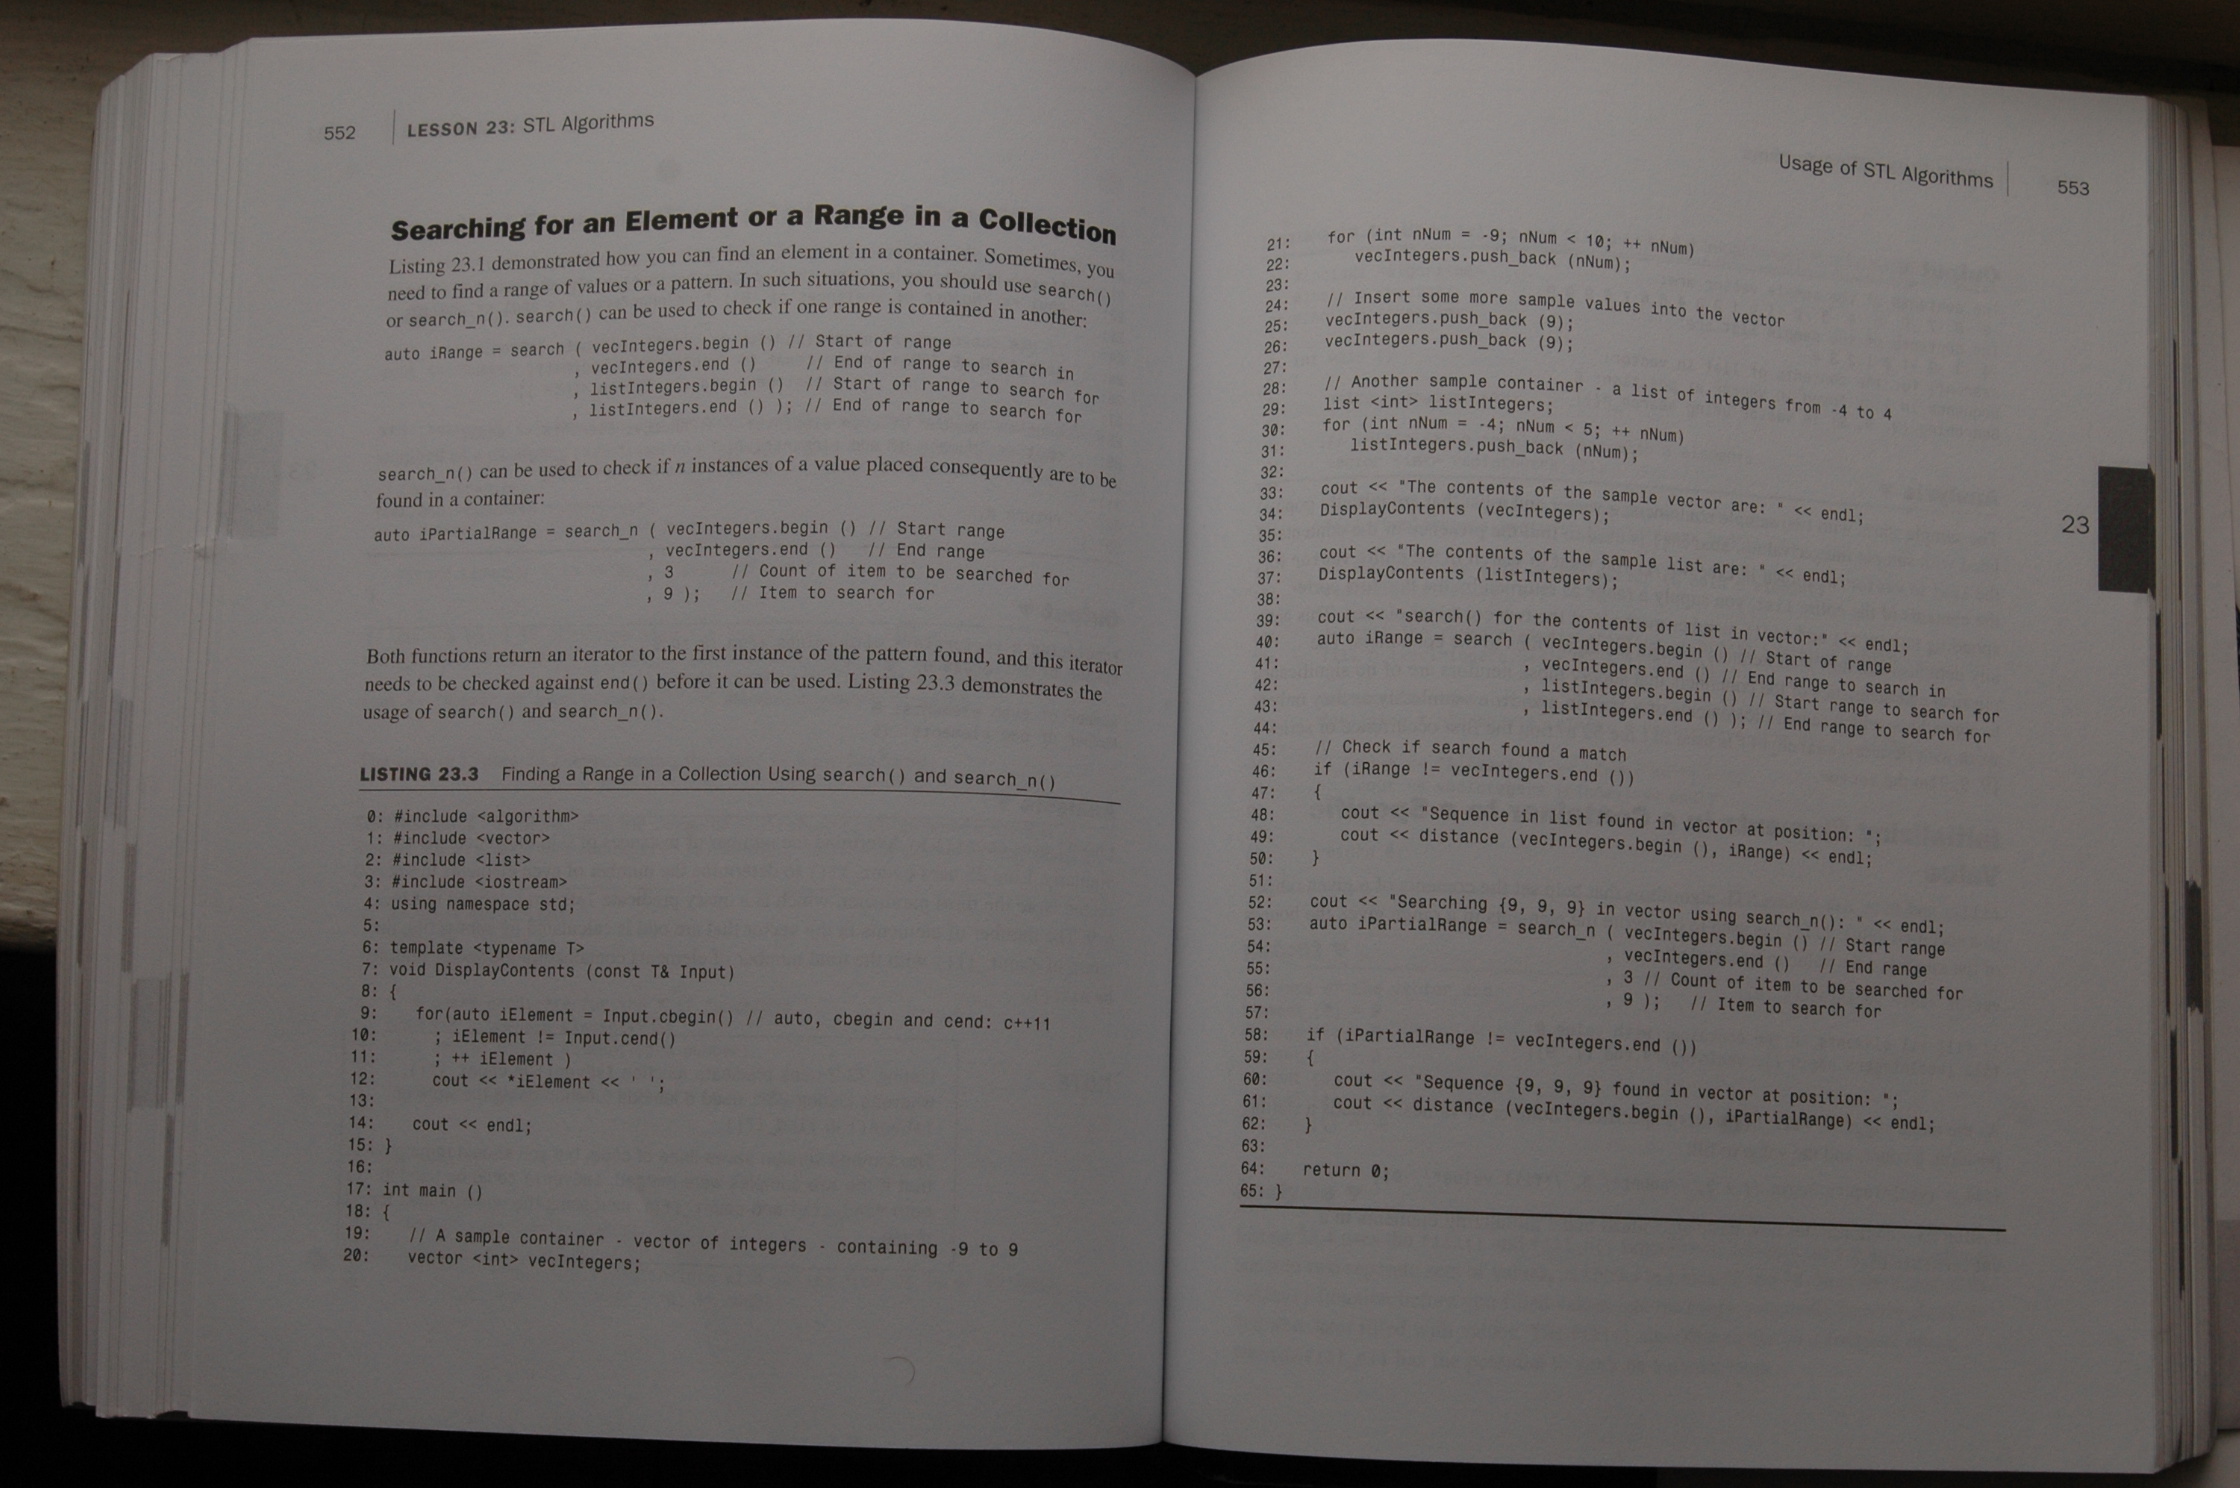 552 LESSON 23: STL Algorithms
Searching for an Element or a Range in a Collection
Listing 23.1 demonstrated how you can find an element in a container. Sometimes, you
need to find a range of values or a pattern. In such situations, you should use search()
or search_n(). search() can be used to check if one range is contained in another:
auto iRange = search ( vecIntegers.begin () // Start of range
, vecIntegers.end () // End of range to search in
, listIntegers.begin () // Start of range to search for
, listIntegers.end () ); // End of range to search for
search_n() can be used to check if n instances of a value placed consequently are to be
found in a container:
auto iPartialRange = search_n ( vecIntegers.begin () // Start range
, vecIntegers.end () // End range
, 3 // Count of item to be searched for
, 9 ); // Item to search for
Both functions return an iterator to the first instance of the pattern found, and this iterator
needs to be checked against end() before it can be used. Listing 23.3 demonstrates the
usage of search() and search_n().
LISTING 23.3 Finding a Range in a Collection Using search() and search_n()
0: #include <algorithm>
1: #include <vector>
2: #include <list>
3: #include <iostream>
4: using namespace std;
5:
6: template <typename T>
7: void DisplayContents (const T& Input)
8: {
9: for(auto iElement = Input.cbegin() // auto, cbegin and cend: c++11
10: ; iElement != Input.cend()
11: ; ++ iElement )
12: cout << *iElement << ' ';
13:
14: cout << endl;
15: }
16:
17: int main ()
18: {
19: // A sample container - vector of integers - containing -9 to 9
20: vector <int> vecIntegers;
Usage of STL Algorithms 553
21: for (int nNum = -9; nNum < 10; ++ nNum)
22: vecIntegers.push_back (nNum);
23:
24: // Insert some more sample values into the vector
25: vecIntegers.push_back (9);
26: vecIntegers.push_back (9);
27:
28: // Another sample container - a list of integers from -4 to 4
29: list <int> listIntegers;
30: for (int nNum = -4; nNum < 5; ++ nNum)
31: listIntegers.push_back (nNum);
32:
33: cout << "The contents of the sample vector are: " << endl;
34: DisplayContents (vecIntegers);
35:
36: cout << "The contents of the sample list are: " << endl;
37: DisplayContents (listIntegers);
38:
39: cout << "search() for the contents of list in vector:" << endl;
40: auto iRange = search ( vecIntegers.begin () // Start of range
41: , vecIntegers.end () // End range to search in
42: , listIntegers.begin () // Start range to search for
43: , listIntegers.end () ); // End range to search for
44:
45: // Check if search found a match
46: if (iRange != vecIntegers.end ())
47: {
48: cout << "Sequence in list found in vector at position: ";
49: cout << distance (vecIntegers.begin (), iRange) << endl;
50: }
51:
52: cout << "Searching {9, 9, 9} in vector using search_n(): " << endl;
53: auto iPartialRange = search_n ( vecIntegers.begin () // Start range
54: , vecIntegers.end () // End range
55: , 3 // Count of item to be searched for
56: , 9 ); // Item to search for
57:
58: if (iPartialRange != vecIntegers.end ())
59: {
60: cout << "Sequence {9, 9, 9} found in vector at position: ";
61: cout << distance (vecIntegers.begin (), iPartialRange) << endl;
62: }
63:
64: return 0;
65: }
23